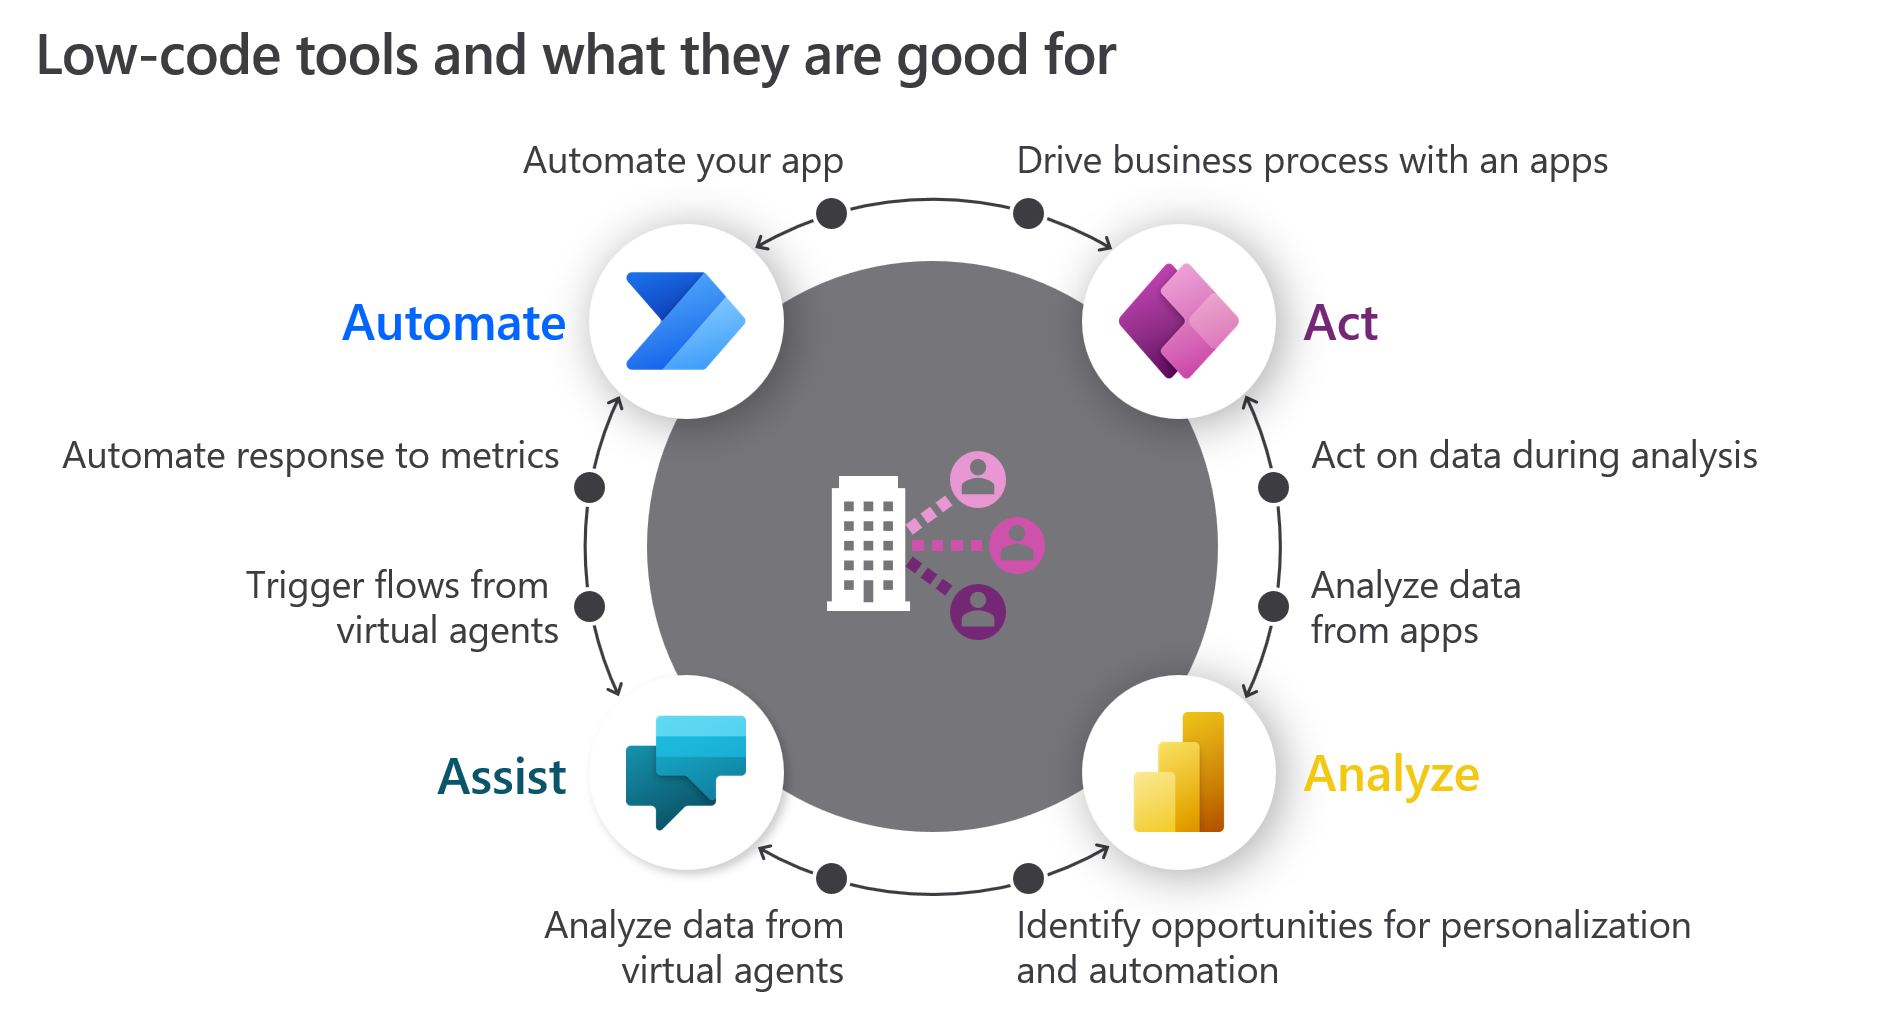 Low-code tools and what they are good for
Automate your app
Drive business process with an apps
Automate
Act
Automate response to metrics
Act on data during analysis
Trigger flows from
virtual agents
Analyze data
from apps
Assist
Analyze
Analyze data from
virtual agents
Identify opportunities for personalization
and automation